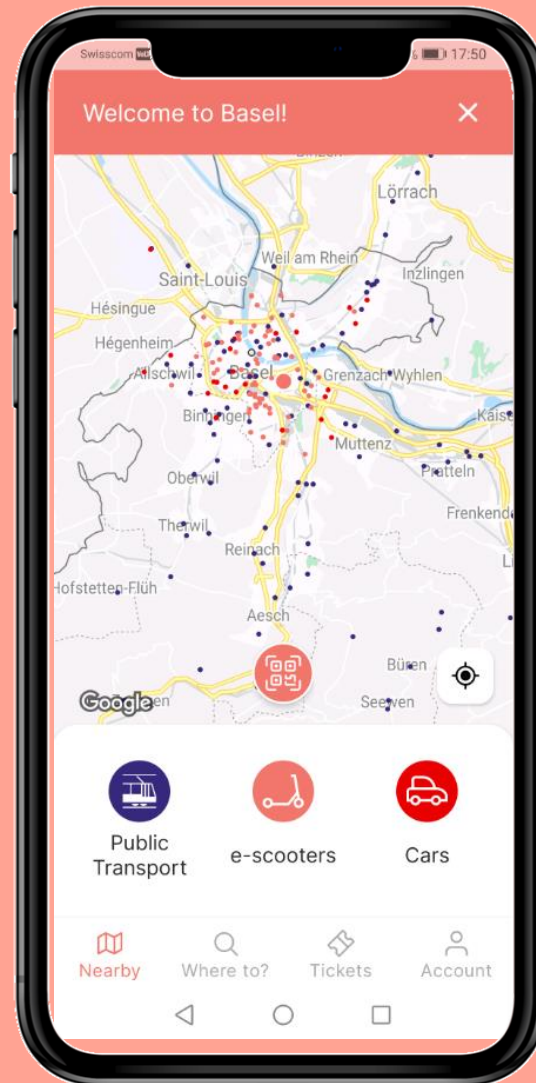 Swisscom
17:50
Welcome to Basel!
Lörrach
Weil am Rhein
Inzlingen
Saint-Louis
Hésingue
Hégenheim
Allschwil
Basel
Grenzach-Wyhlen
Binningen
Muttenz
Pratteln
Oberwil
Frenkend
Therwil
Reinach
Hofstetten-Flüh
Aesch
Büren
Google
Seewen
Public
Transport
e-scooters
Cars
Nearby
Where to?
Tickets
Account